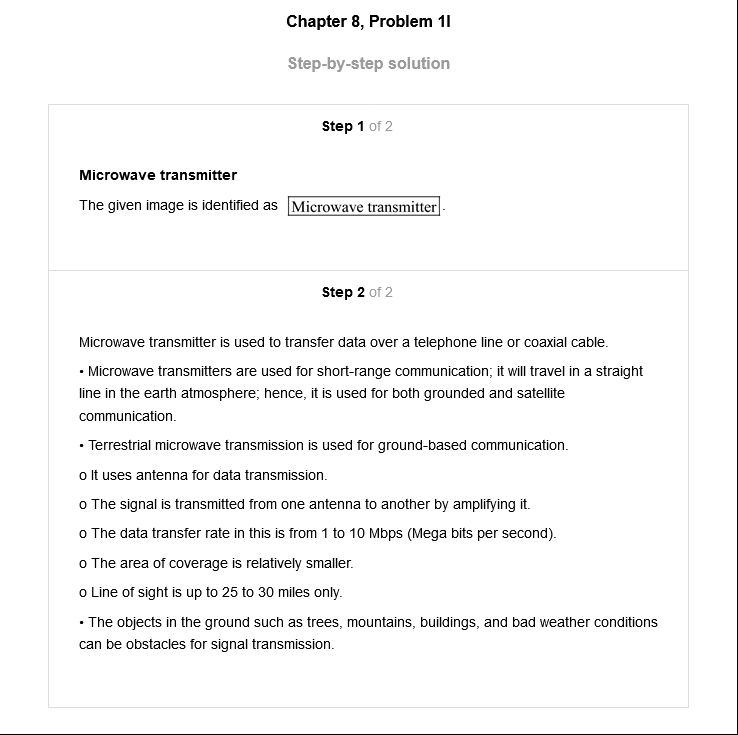 Chapter 8, Problem 1I
Step-by-step solution
Step 1 of 2
Microwave transmitter
The given image is identified as Microwave transmitter.
Step 2 of 2
Microwave transmitter is used to transfer data over a telephone line or coaxial cable.
• Microwave transmitters are used for short-range communication; it will travel in a straight
line in the earth atmosphere; hence, it is used for both grounded and satellite
communication.
• Terrestrial microwave transmission is used for ground-based communication.
o It uses antenna for data transmission.
o The signal is transmitted from one antenna to another by amplifying it.
o The data transfer rate in this is from 1 to 10 Mbps (Mega bits per second).
o The area of coverage is relatively smaller.
o Line of sight is up to 25 to 30 miles only.
• The objects in the ground such as trees, mountains, buildings, and bad weather conditions
can be obstacles for signal transmission.